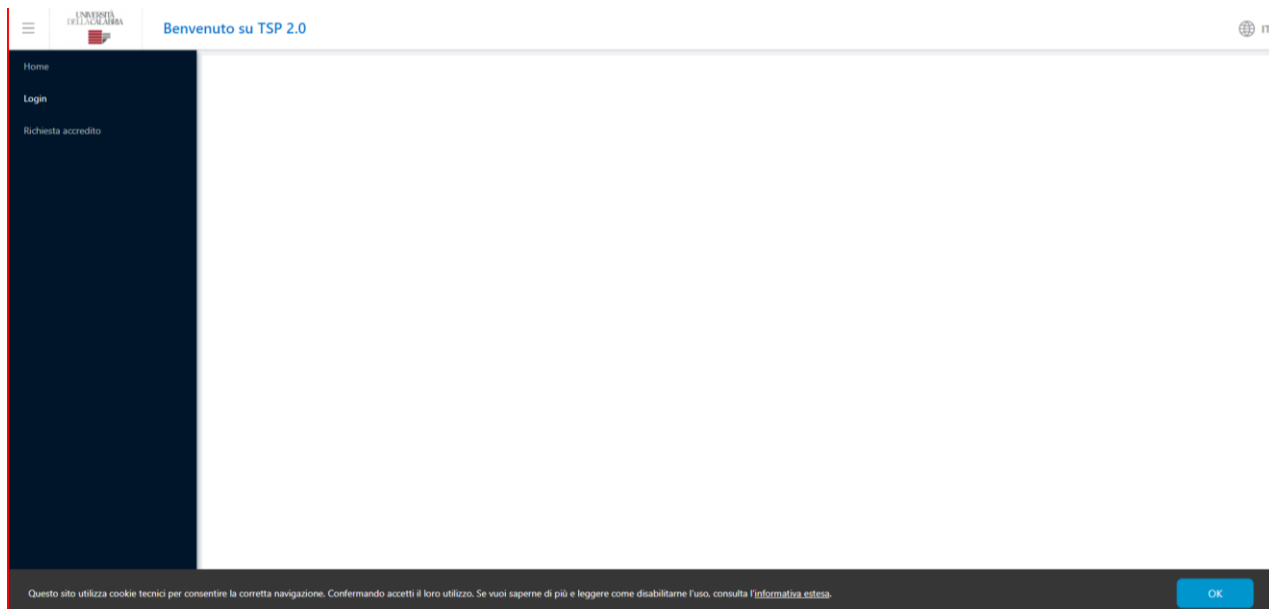 UNIVERSITÀ
DELLA CALABRIA
Benvenuto su TSP 2.0
IT
Home
Login
Richiesta accredito
Questo sito utilizza cookie tecnici per consentire la corretta navigazione. Confermando accetti il loro utilizzo. Se vuoi saperne di più e leggere come disabilitarne l'uso, consulta l'informativa estesa.
OK